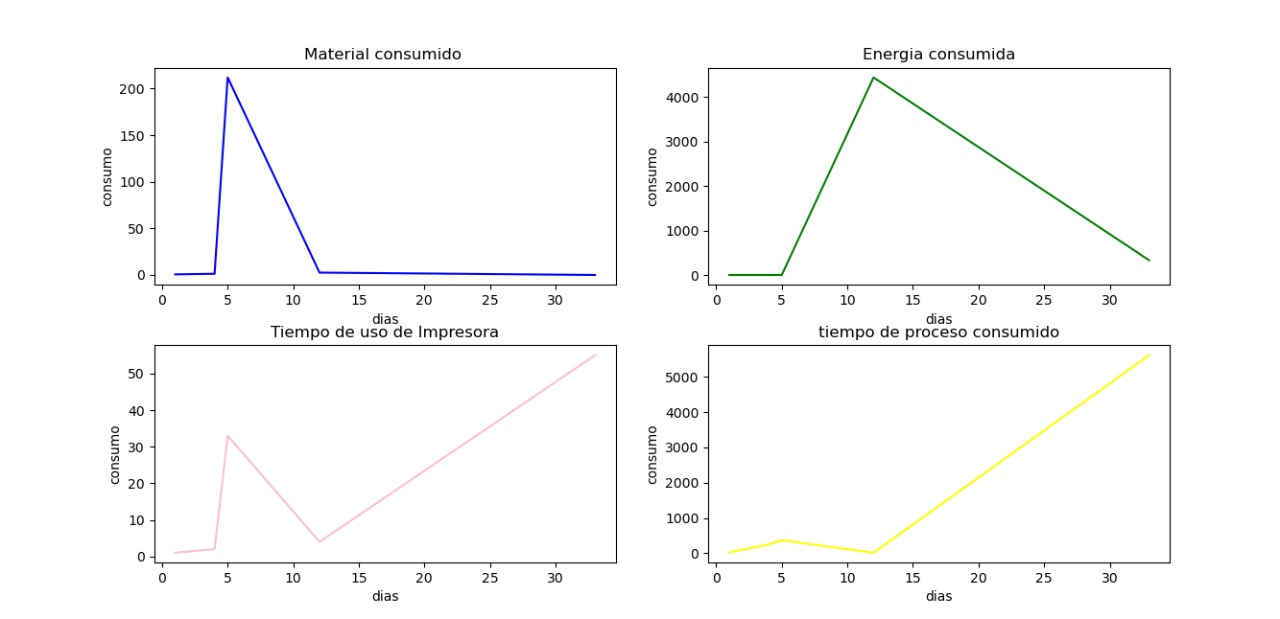 Material consumido
200
150
100
50
0
consumo
0 5 10 15 20 25 30
dias
Energia consumida
4000
3000
2000
1000
0
consumo
0 5 10 15 20 25 30
dias
Tiempo de uso de Impresora
50
40
30
20
10
0
consumo
0 5 10 15 20 25 30
dias
tiempo de proceso consumido
5000
4000
3000
2000
1000
0
consumo
0 5 10 15 20 25 30
dias